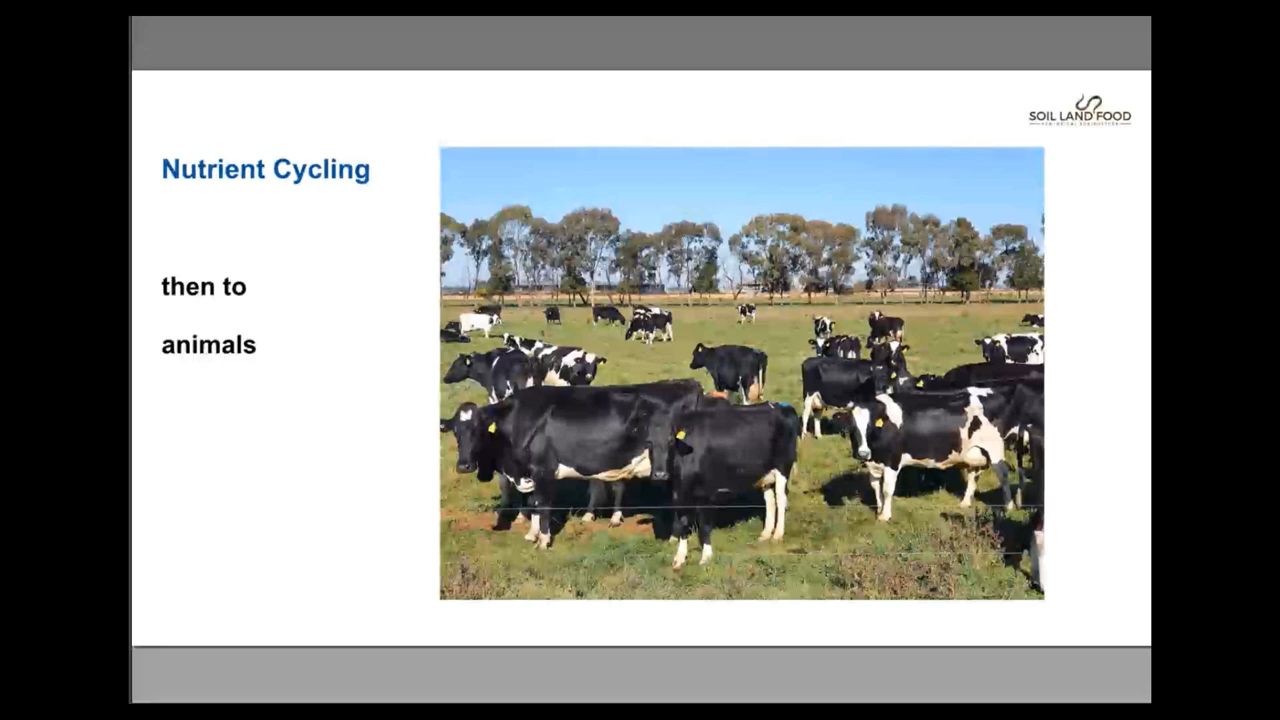 SOIL LAND FOOD
Nutrient Cycling
then to
animals